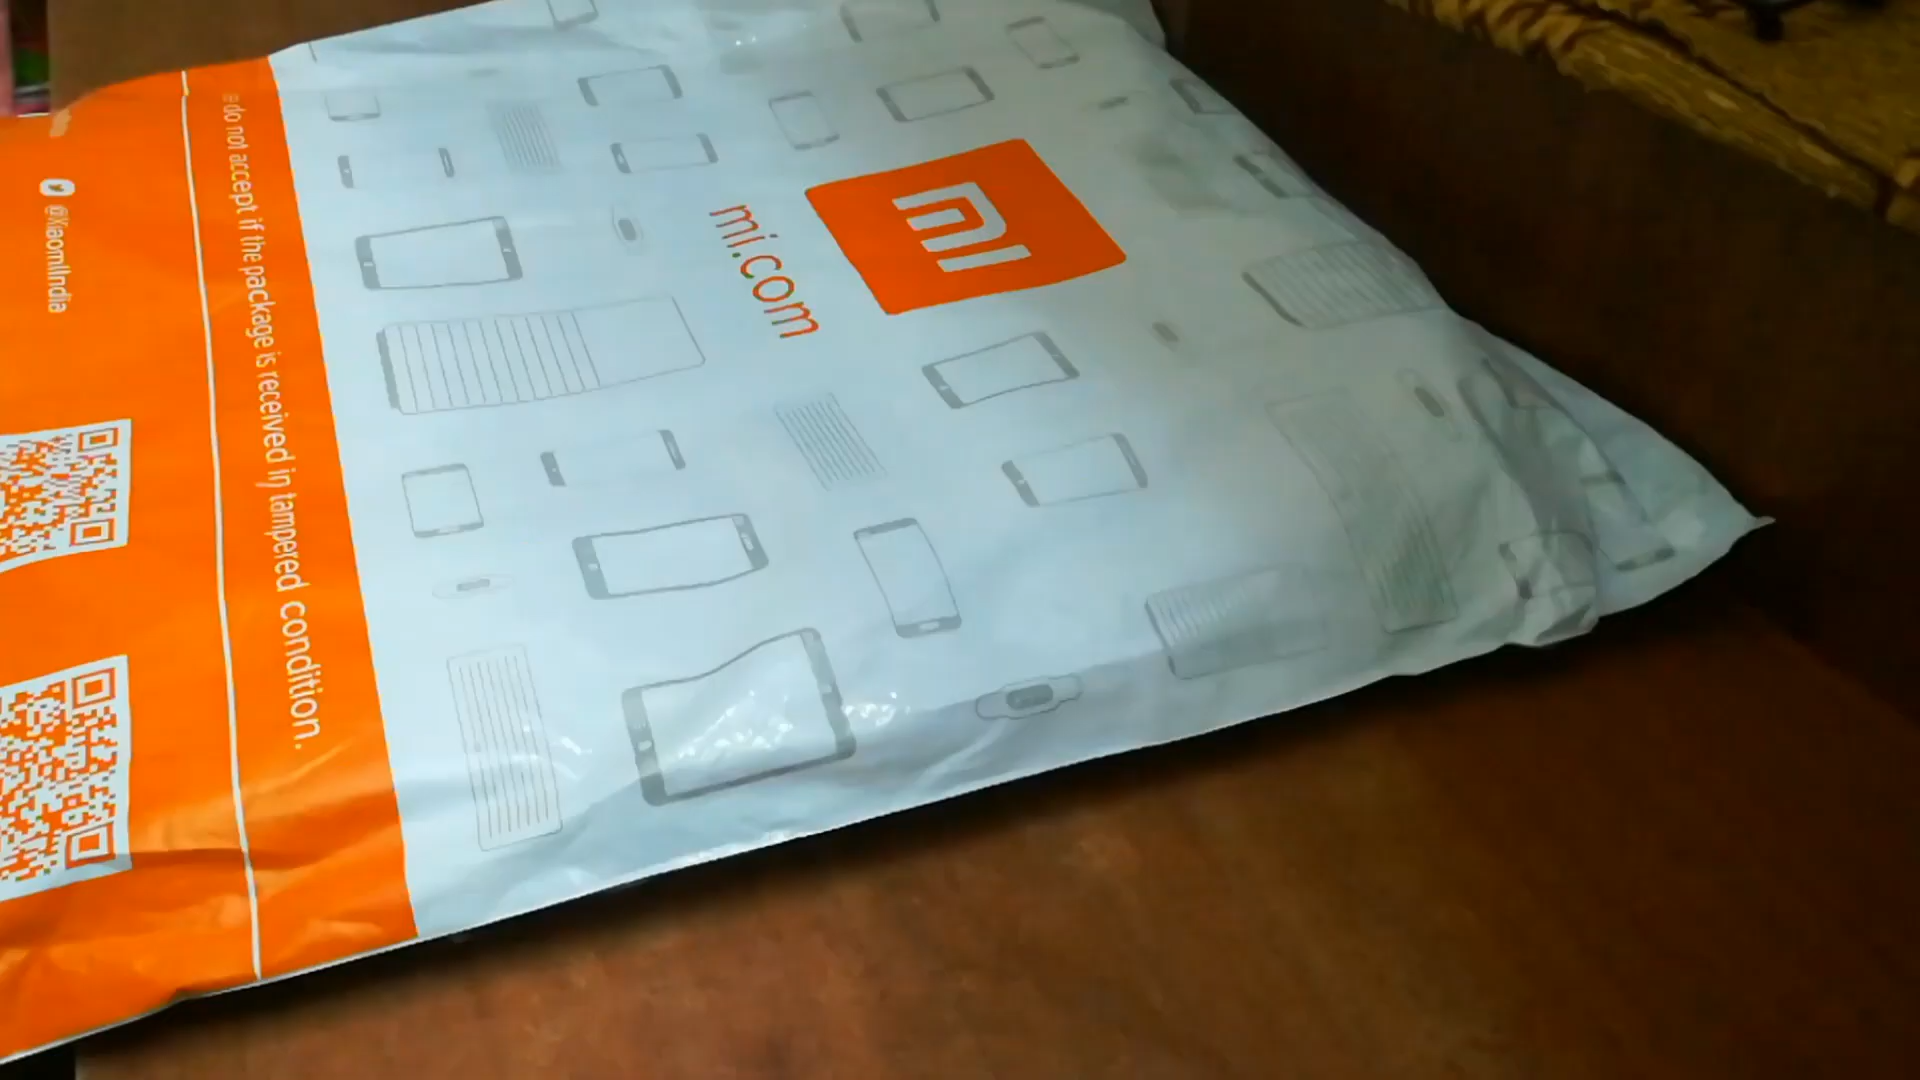 mi
mi.com
do not accept if the package is received in tampered condition.
@XiaomiIndia